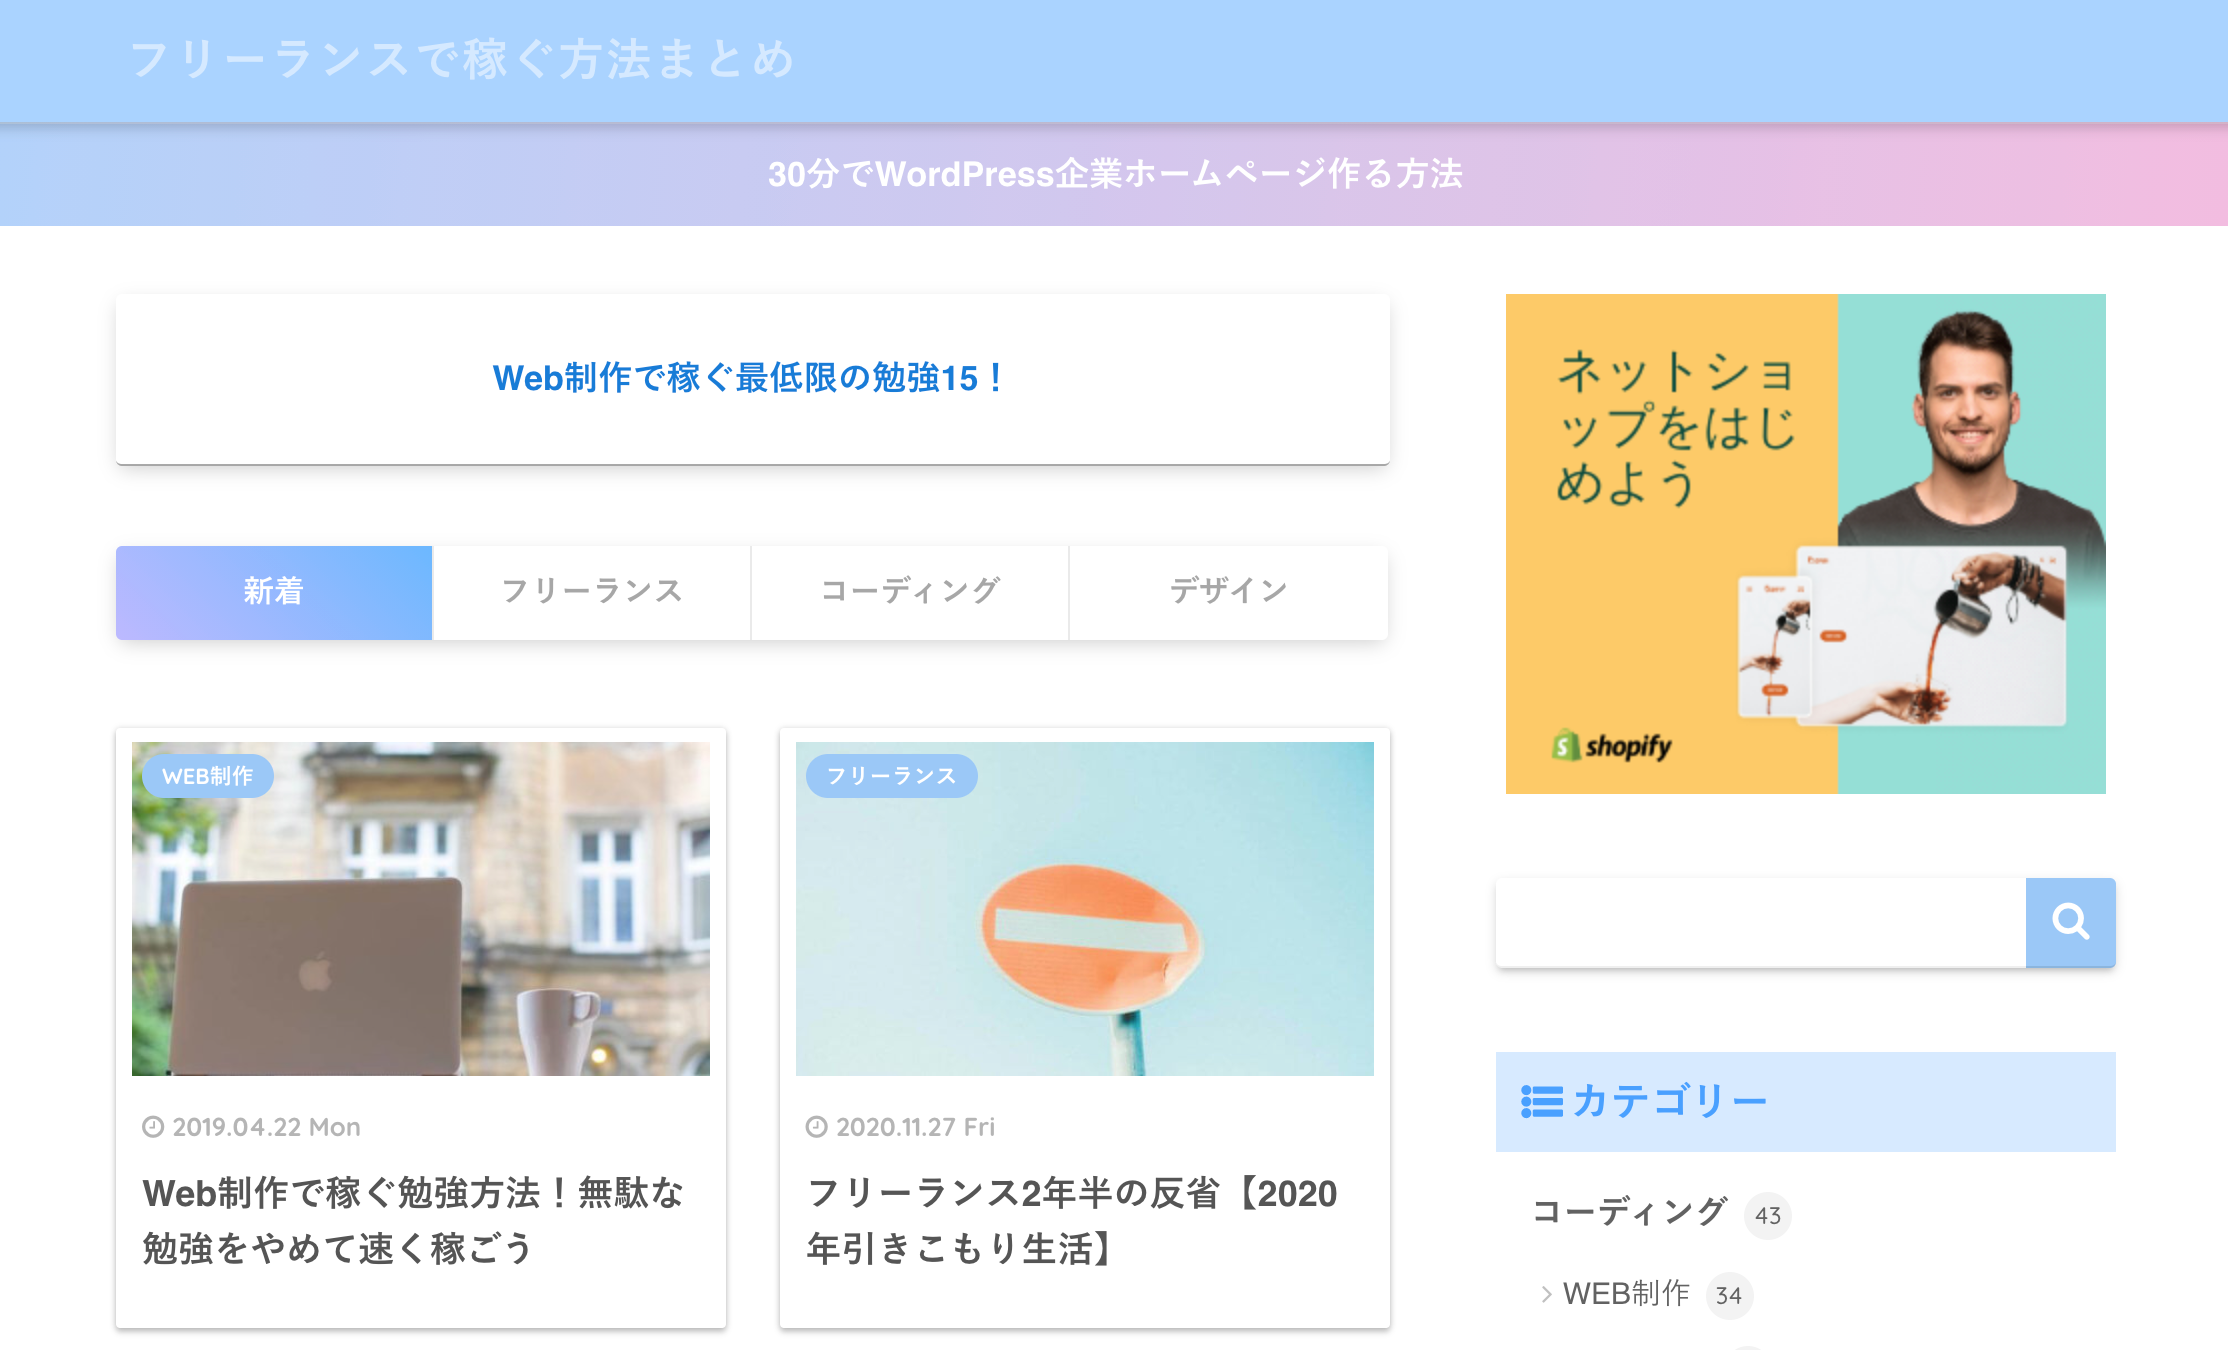 フリーランスで稼ぐ方法まとめ
30分でWordPress企業ホームページ作る方法
Web制作で稼ぐ最低限の勉強15！
新着
フリーランス
コーディング
デザイン
WEB制作
2019.04.22 Mon
Web制作で稼ぐ勉強方法！無駄な
勉強をやめて速く稼ごう
フリーランス
2020.11.27 Fri
フリーランス2年半の反省【2020
年引きこもり生活】
ネットショ
ップをはじ
めよう
shopify
カテゴリー
コーディング 43
WEB制作 34